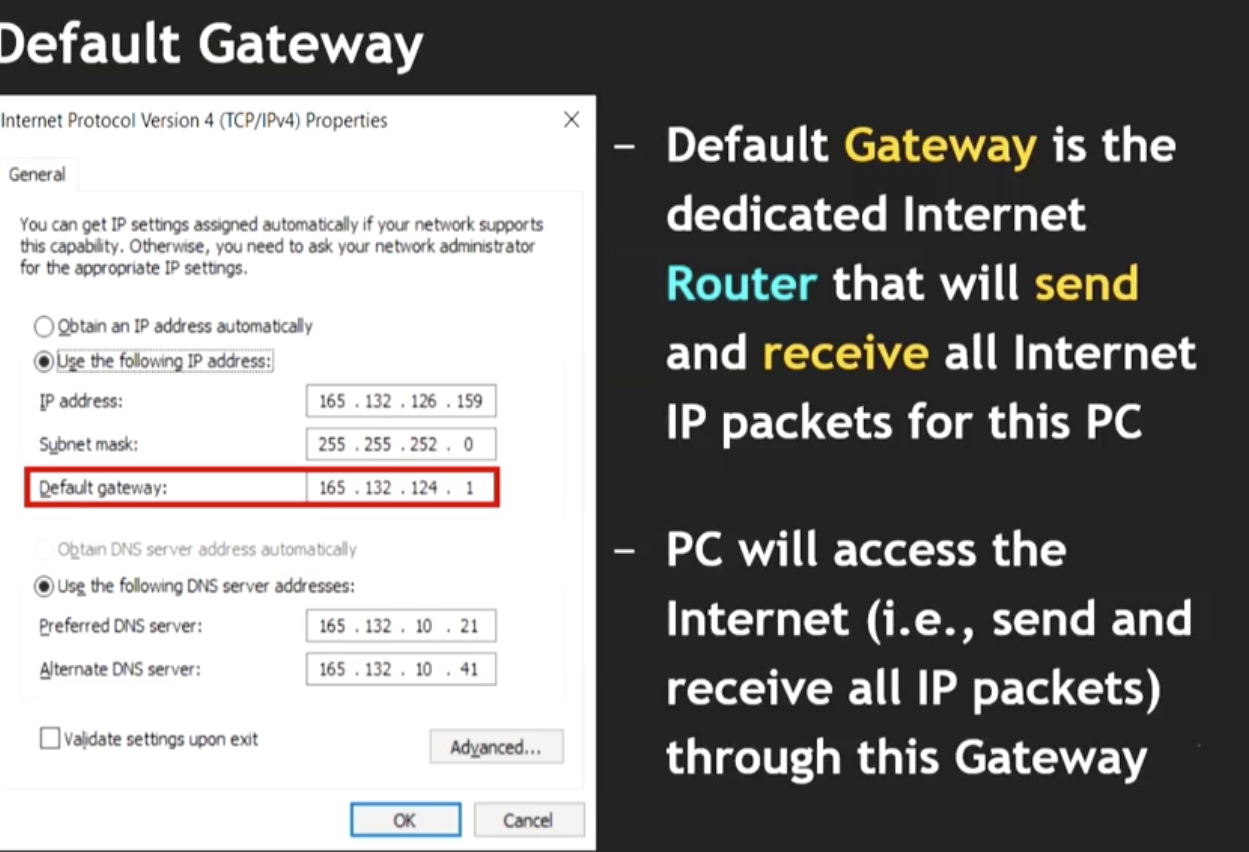 Default Gateway
Internet Protocol Version 4 (TCP/IPv4) Properties
General
You can get IP settings assigned automatically if your network supports
this capability. Otherwise, you need to ask your network administrator
for the appropriate IP settings.
Obtain an IP address automatically
Use the following IP address:
IP address: 165 . 132 . 126 . 159
Subnet mask: 255 . 255 . 252 . 0
Default gateway: 165 . 132 . 124 . 1
Obtain DNS server address automatically
Use the following DNS server addresses:
Preferred DNS server: 165 . 132 . 10 . 21
Alternate DNS server: 165 . 132 . 10 . 41
Validate settings upon exit
Advanced...
OK Cancel
– Default Gateway is the
dedicated Internet
Router that will send
and receive all Internet
IP packets for this PC
– PC will access the
Internet (i.e., send and
receive all IP packets)
through this Gateway